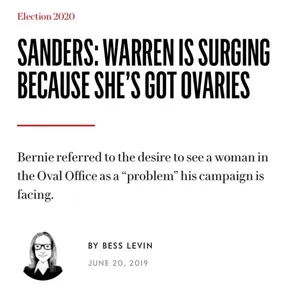 Election 2020
SANDERS: WARREN IS SURGING
BECAUSE SHE’S GOT OVARIES
Bernie referred to the desire to see a woman in
the Oval Office as a “problem” his campaign is
facing.
BY BESS LEVIN
JUNE 20, 2019